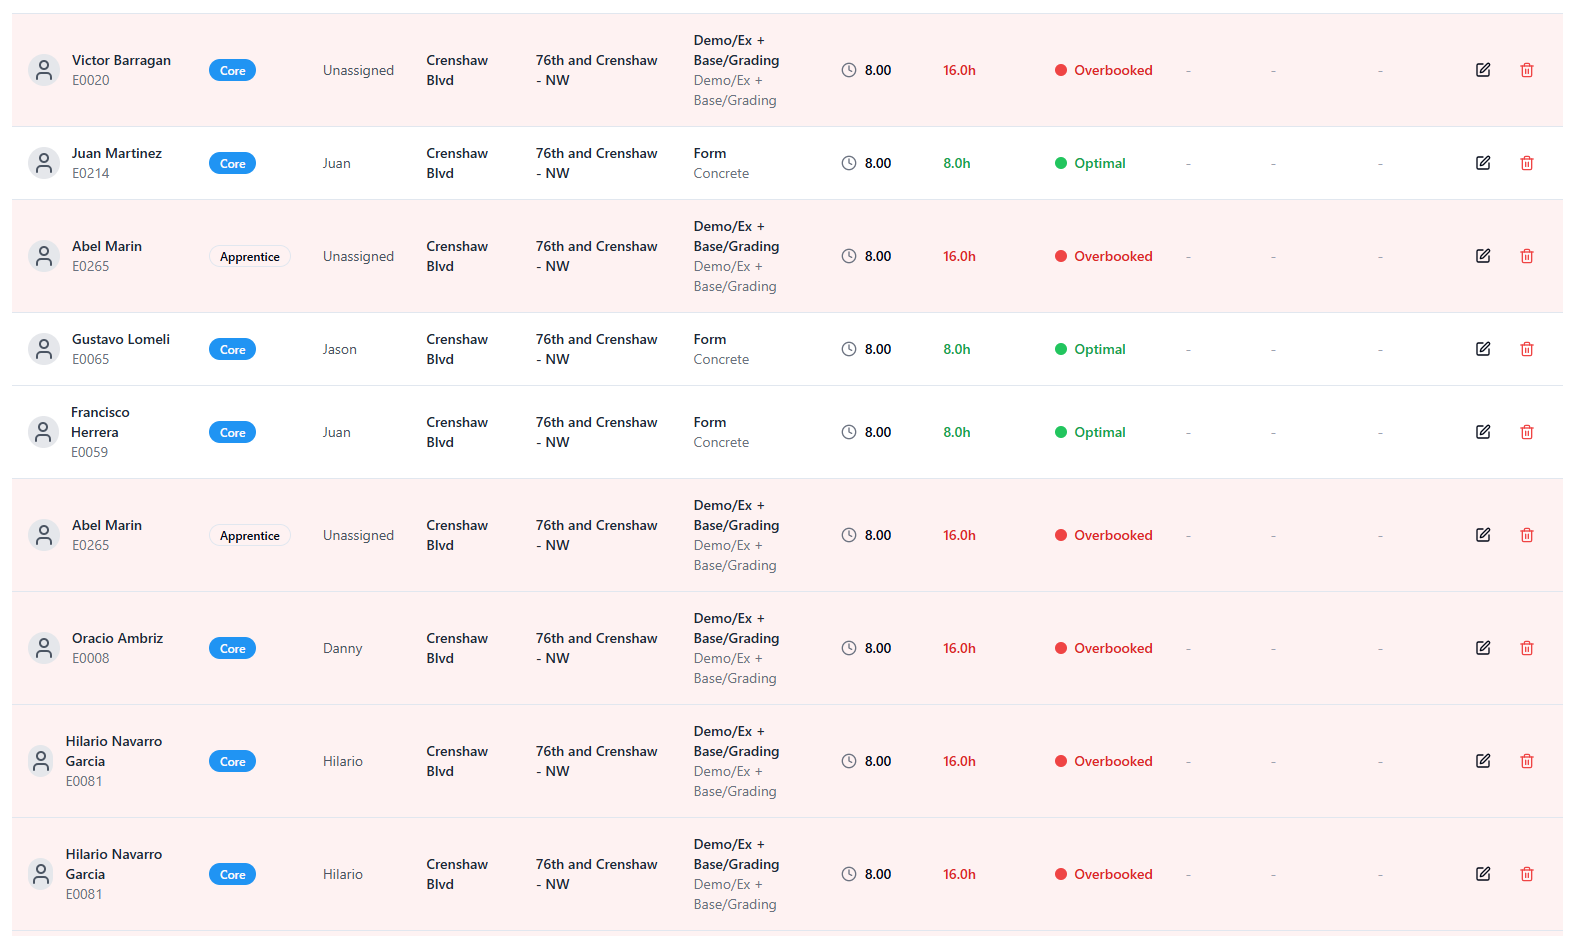 Victor Barragan
E0020
Core
Unassigned
Crenshaw
Blvd
76th and Crenshaw
- NW
Demo/Ex +
Base/Grading
Demo/Ex +
Base/Grading
8.00
16.0h
Overbooked
-
-
-
Juan Martinez
E0214
Core
Juan
Crenshaw
Blvd
76th and Crenshaw
- NW
Form
Concrete
8.00
8.0h
Optimal
-
-
-
Abel Marin
E0265
Apprentice
Unassigned
Crenshaw
Blvd
76th and Crenshaw
- NW
Demo/Ex +
Base/Grading
Demo/Ex +
Base/Grading
8.00
16.0h
Overbooked
-
-
-
Gustavo Lomeli
E0065
Core
Jason
Crenshaw
Blvd
76th and Crenshaw
- NW
Form
Concrete
8.00
8.0h
Optimal
-
-
-
Francisco
Herrera
E0059
Core
Juan
Crenshaw
Blvd
76th and Crenshaw
- NW
Form
Concrete
8.00
8.0h
Optimal
-
-
-
Abel Marin
E0265
Apprentice
Unassigned
Crenshaw
Blvd
76th and Crenshaw
- NW
Demo/Ex +
Base/Grading
Demo/Ex +
Base/Grading
8.00
16.0h
Overbooked
-
-
-
Oracio Ambriz
E0008
Core
Danny
Crenshaw
Blvd
76th and Crenshaw
- NW
Demo/Ex +
Base/Grading
Demo/Ex +
Base/Grading
8.00
16.0h
Overbooked
-
-
-
Hilario Navarro
Garcia
E0081
Core
Hilario
Crenshaw
Blvd
76th and Crenshaw
- NW
Demo/Ex +
Base/Grading
Demo/Ex +
Base/Grading
8.00
16.0h
Overbooked
-
-
-
Hilario Navarro
Garcia
E0081
Core
Hilario
Crenshaw
Blvd
76th and Crenshaw
- NW
Demo/Ex +
Base/Grading
Demo/Ex +
Base/Grading
8.00
16.0h
Overbooked
-
-
-